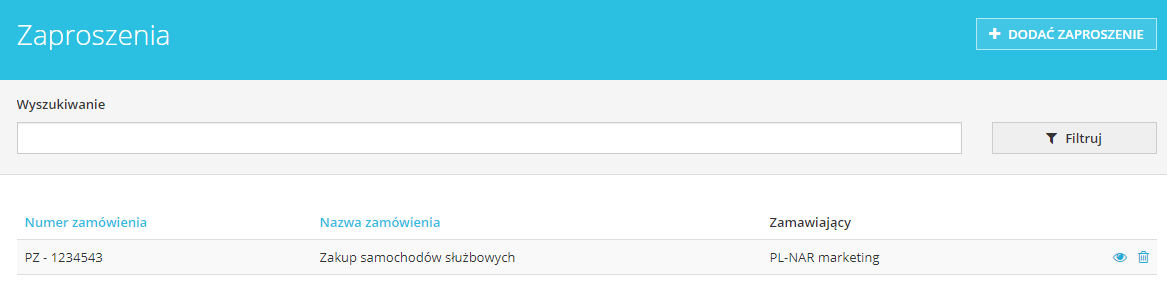 Zaproszenia
DODAĆ ZAPROSZENIE
Wyszukiwanie
Filtruj
Numer zamówienia Nazwa zamówienia Zamawiający
PZ - 1234543 Zakup samochodów służbowych PL-NAR marketing